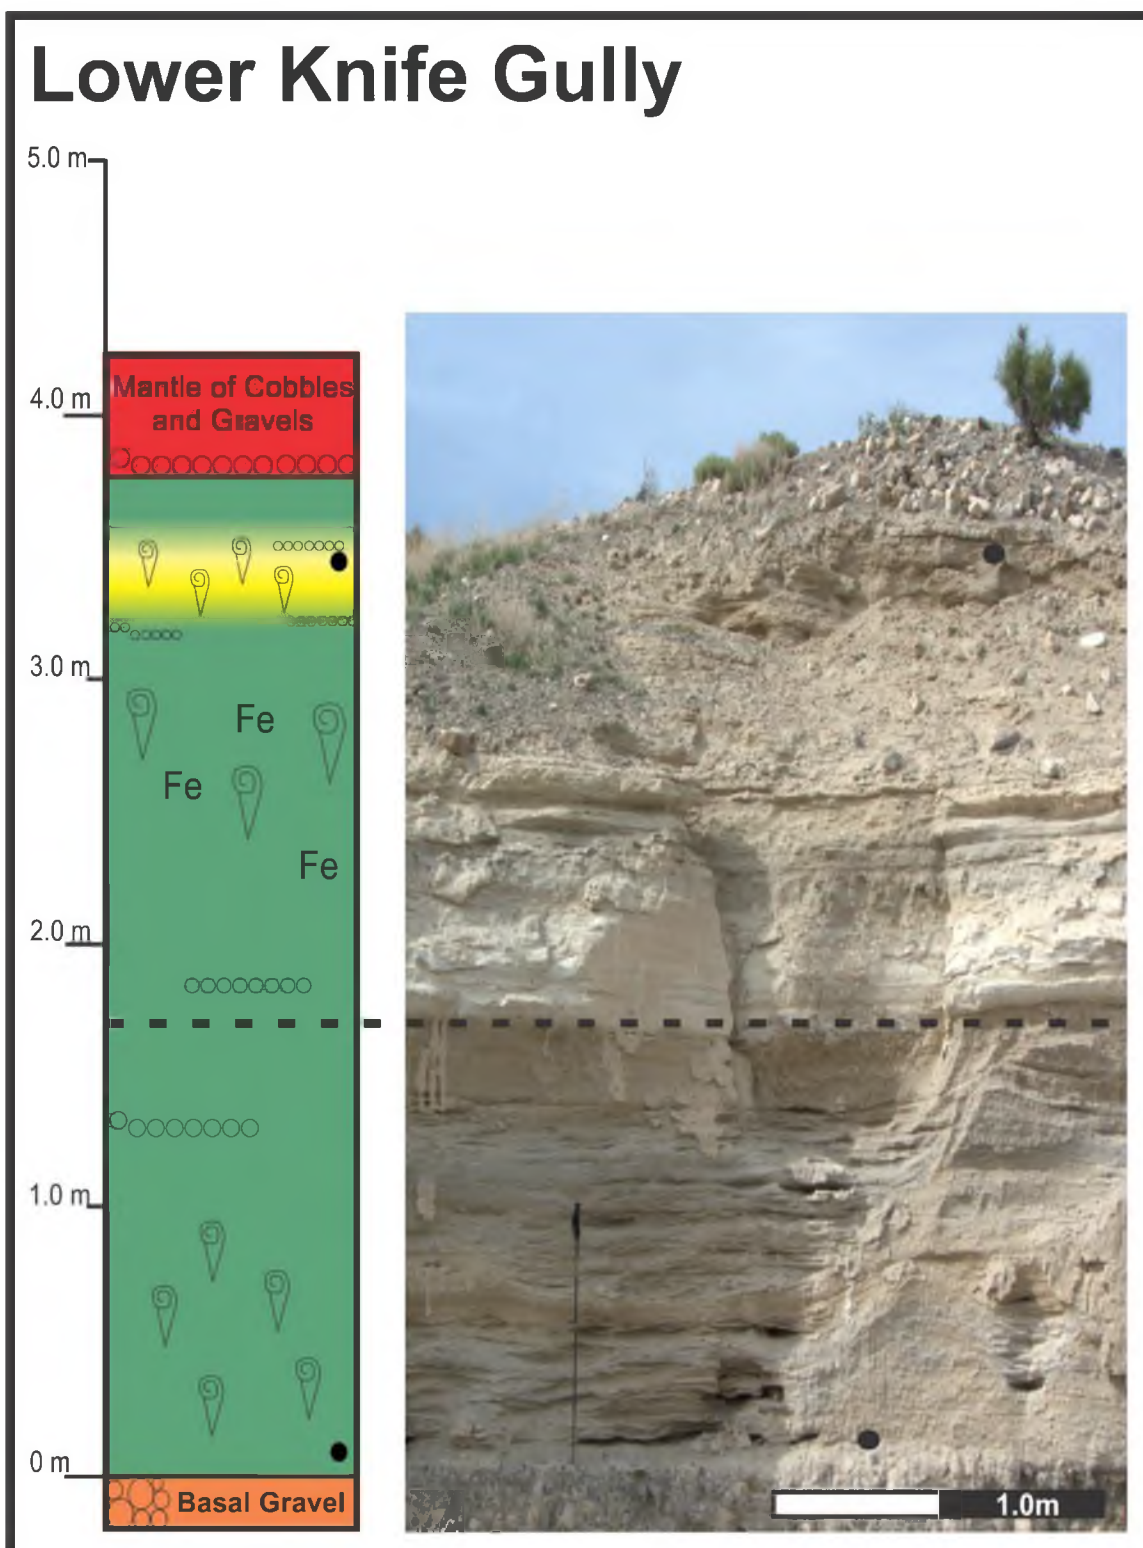 Lower Knife Gully
5.0 m
4.0 m
Mantle of Cobbles
and Gravels
3.0 m
Fe
Fe
Fe
2.0 m
1.0 m
0 m
Basal Gravel
1.0m